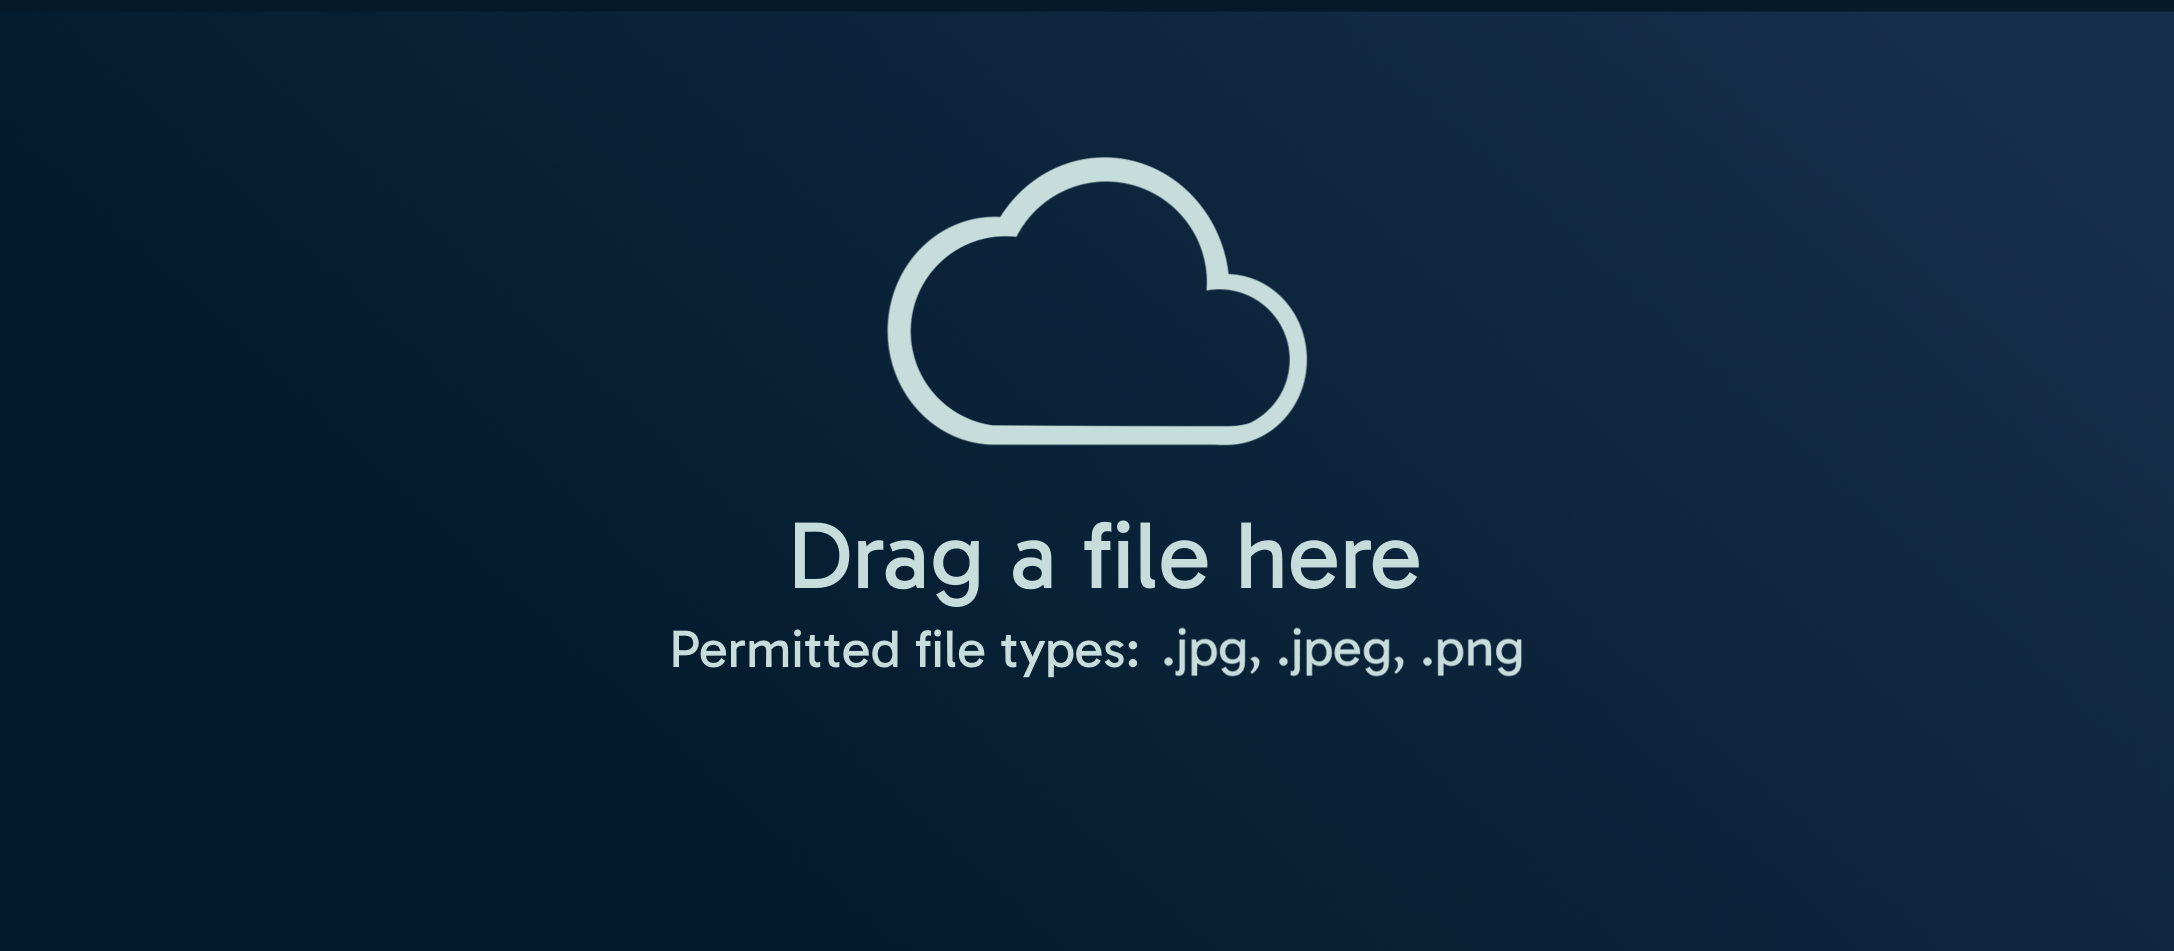 Drag a file here
Permitted file types: .jpg, .jpeg, .png